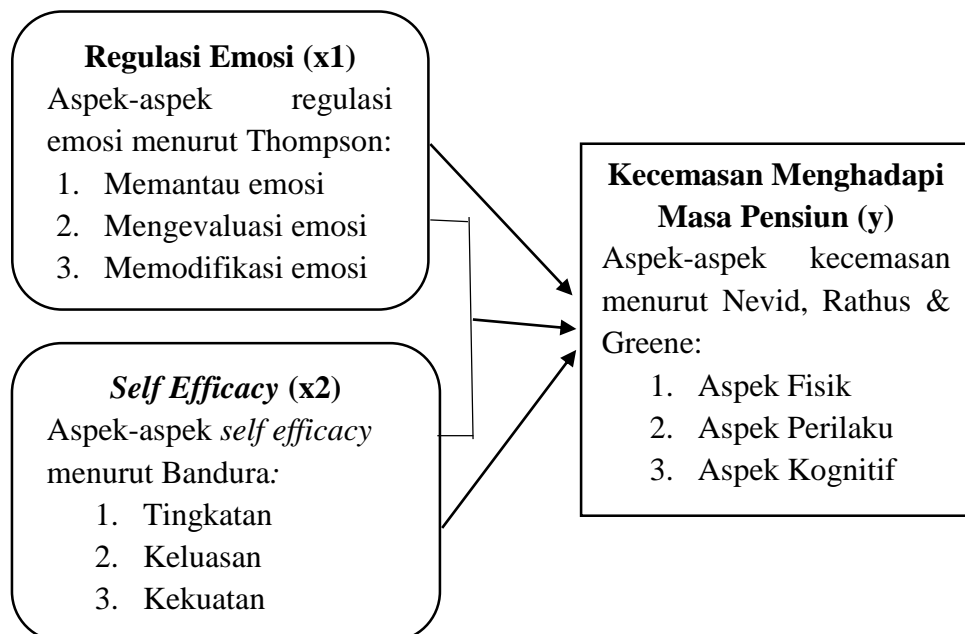 Regulasi Emosi (x1)
Aspek-aspek regulasi
emosi menurut Thompson:
1. Memantau emosi
2. Mengevaluasi emosi
3. Memodifikasi emosi
Self Efficacy (x2)
Aspek-aspek self efficacy
menurut Bandura:
1. Tingkatan
2. Keluasan
3. Kekuatan
Kecemasan Menghadapi
Masa Pensiun (y)
Aspek-aspek kecemasan
menurut Nevid, Rathus &
Greene:
1. Aspek Fisik
2. Aspek Perilaku
3. Aspek Kognitif